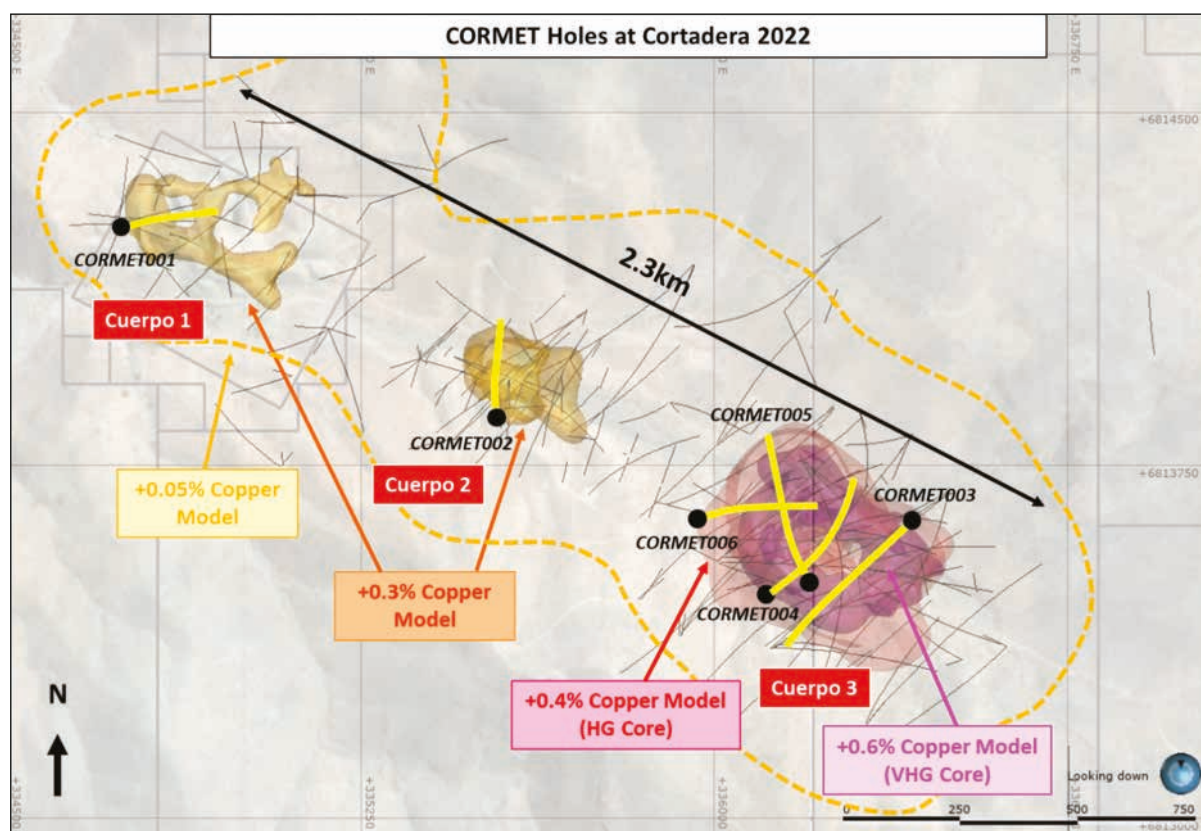 CORMET Holes at Cortadera 2022
+334500 E
+336750 E
+6814500
2.3km
CORMET001
Cuerpo 1
CORMET002
Cuerpo 2
CORMET005
+6813750
CORMET003
CORMET006
CORMET004
+0.05% Copper
Model
+0.3% Copper
Model
Cuerpo 3
+0.4% Copper Model
(HG Core)
+0.6% Copper Model
(VHG Core)
N
Looking down
+334500
+335250
+336000
0
250
500
750